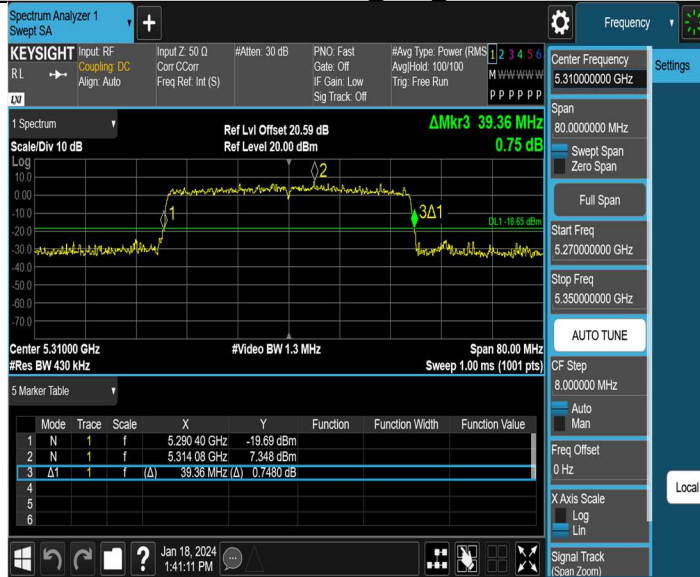 Spectrum Analyzer 1
Swept SA
Frequency
KEYSIGHT
RL
LXI
Input: RF
Coupling: DC
Align: Auto
Input Z: 50 Ω
Corr CCorr
Freq Ref: Int (S)
#Atten: 30 dB
PNO: Fast
Gate: Off
IF Gain: Low
Sig Track: Off
#Avg Type: Power (RMS
Avg|Hold: 100/100
Trig: Free Run
1 2 3 4 5 6
M W W W W W
P P P P P P
1 Spectrum
Scale/Div 10 dB
Ref Lvl Offset 20.59 dB
Ref Level 20.00 dBm
ΔMkr3 39.36 MHz
0.75 dB
Log
10.0
0.00
-10.0
-20.0
-30.0
-40.0
-50.0
-60.0
-70.0
1
2
3Δ1
DL1 -18.65 dBm
Center 5.31000 GHz
#Res BW 430 kHz
#Video BW 1.3 MHz
Span 80.00 MHz
Sweep 1.00 ms (1001 pts)
5 Marker Table
Mode Trace Scale X Y Function Function Width Function Value
1 N 1 f 5.290 40 GHz -19.69 dBm
2 N 1 f 5.314 08 GHz 7.348 dBm
3 Δ1 1 f (Δ) 39.36 MHz (Δ) 0.7480 dB
4
5
6
Jan 18, 2024
1:41:11 PM
?
Center Frequency
5.310000000 GHz
Span
80.0000000 MHz
Swept Span
Zero Span
Full Span
Start Freq
5.270000000 GHz
Stop Freq
5.350000000 GHz
AUTO TUNE
CF Step
8.000000 MHz
Auto
Man
Freq Offset
0 Hz
X Axis Scale
Log
Lin
Signal Track
(Span Zoom)
Settings
Local